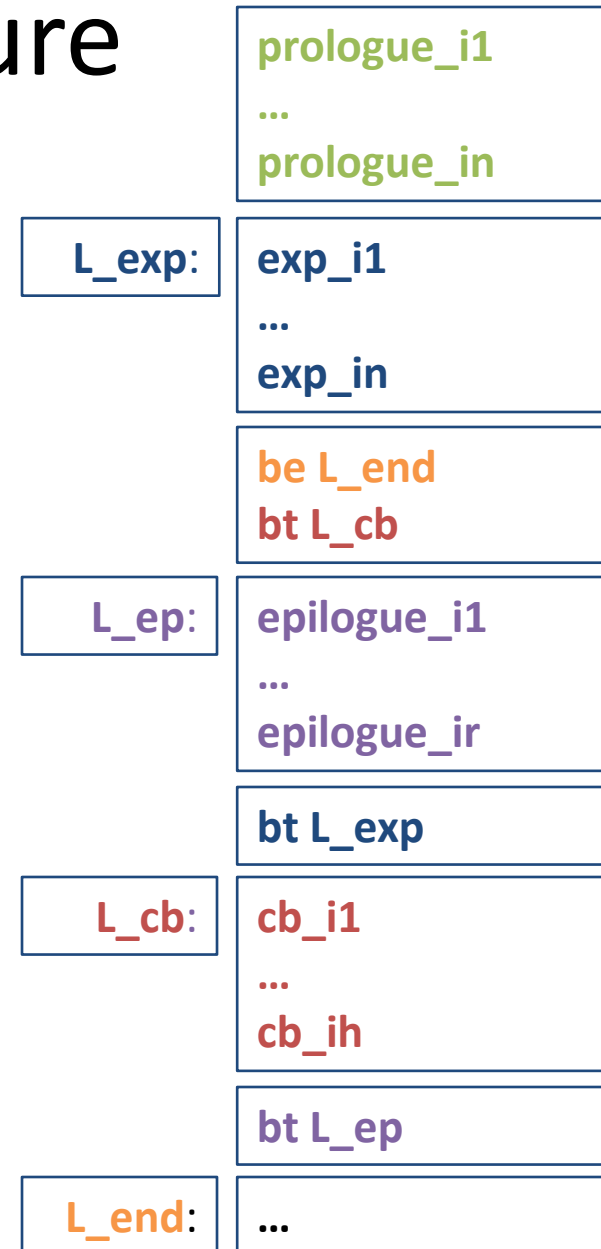 ure
prologue_i1
…
prologue_in
L_exp: exp_i1
…
exp_in
be L_end
bt L_cb
L_ep: epilogue_i1
…
epilogue_ir
bt L_exp
L_cb: cb_i1
…
cb_ih
bt L_ep
L_end: …